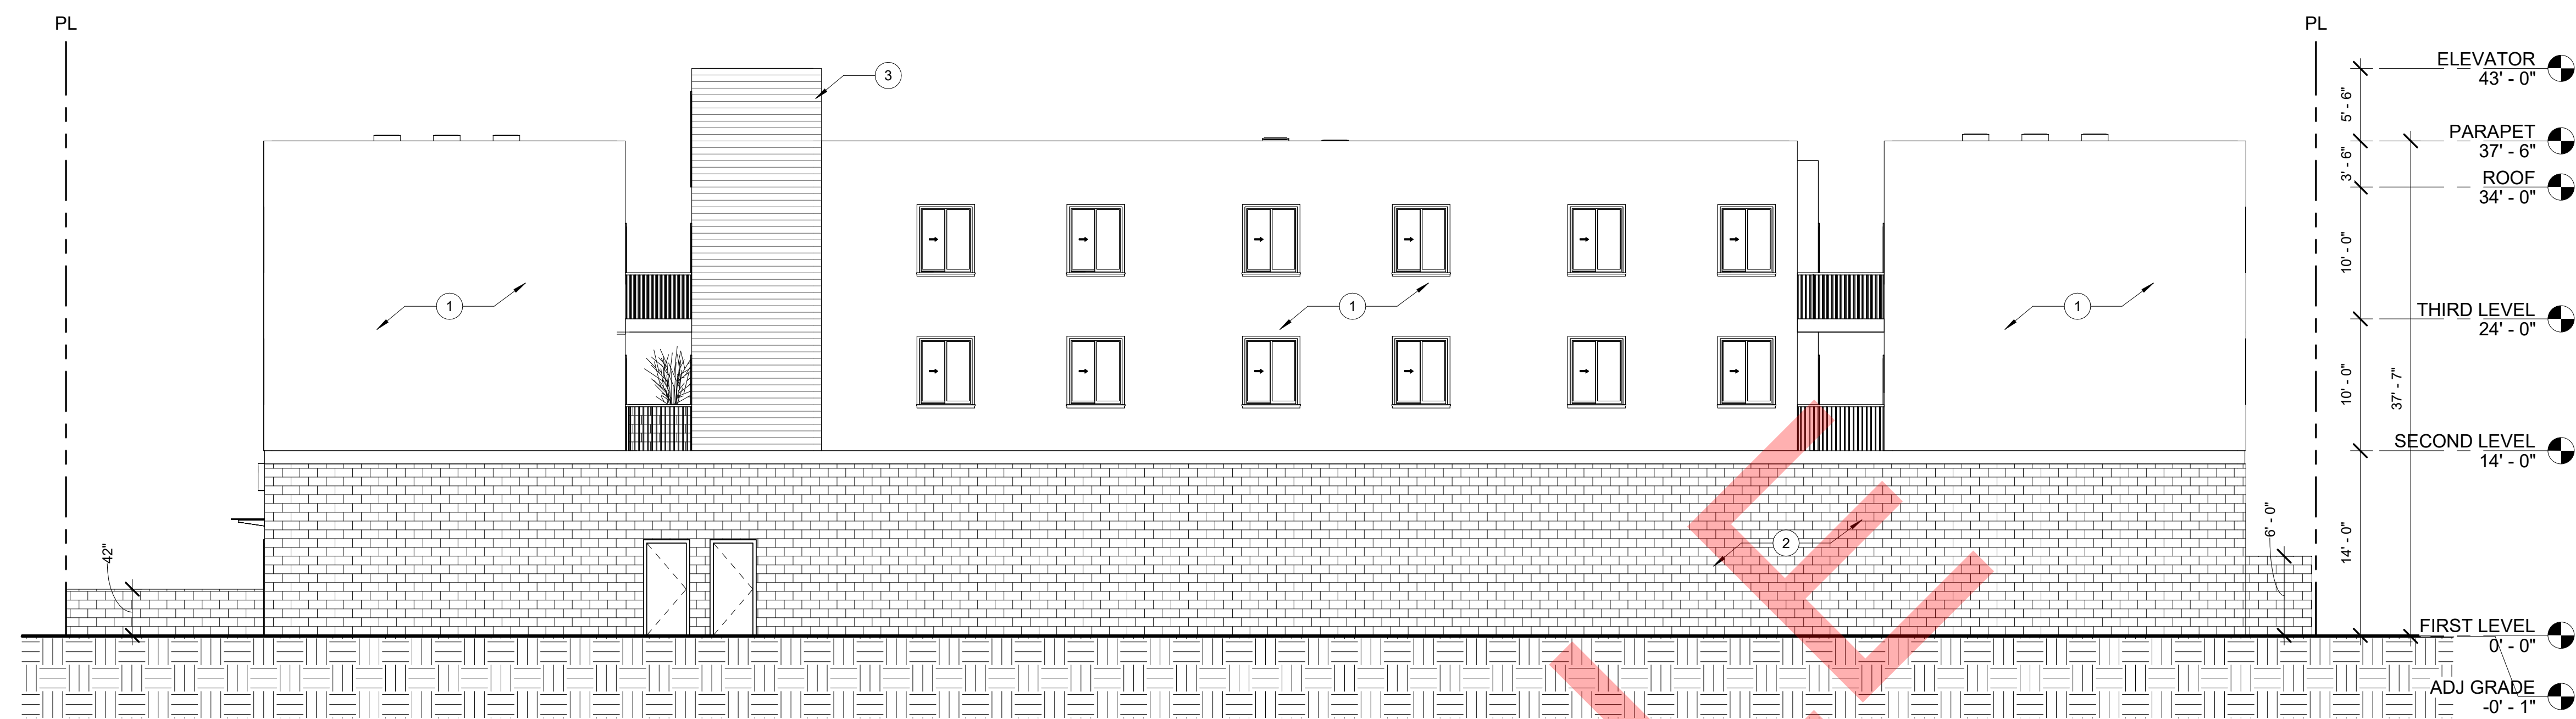 PL
PL
ELEVATOR
43' - 0"
5' - 6"
3
PARAPET
37' - 6"
3' - 6"
ROOF
34' - 0"
10' - 0"
1
1
1
THIRD LEVEL
24' - 0"
10' - 0"
37' - 7"
SECOND LEVEL
14' - 0"
42"
2
6' - 0"
14' - 0"
FIRST LEVEL
0' - 0"
ADJ GRADE
-0' - 1"